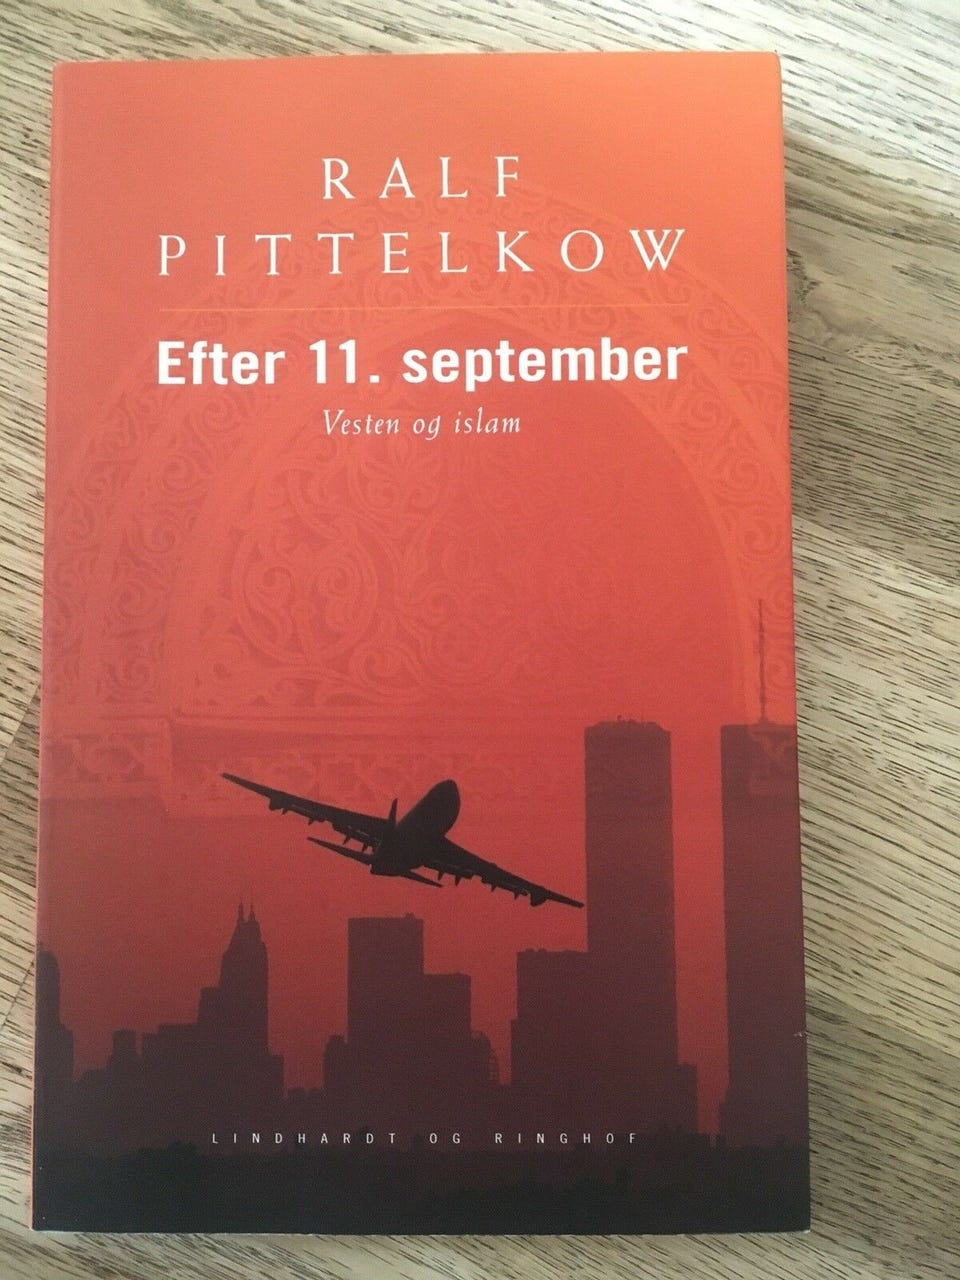 RALF
PITTELKOW
Efter 11. september
Vesten og islam
LINDHARDT OG RINGHOF